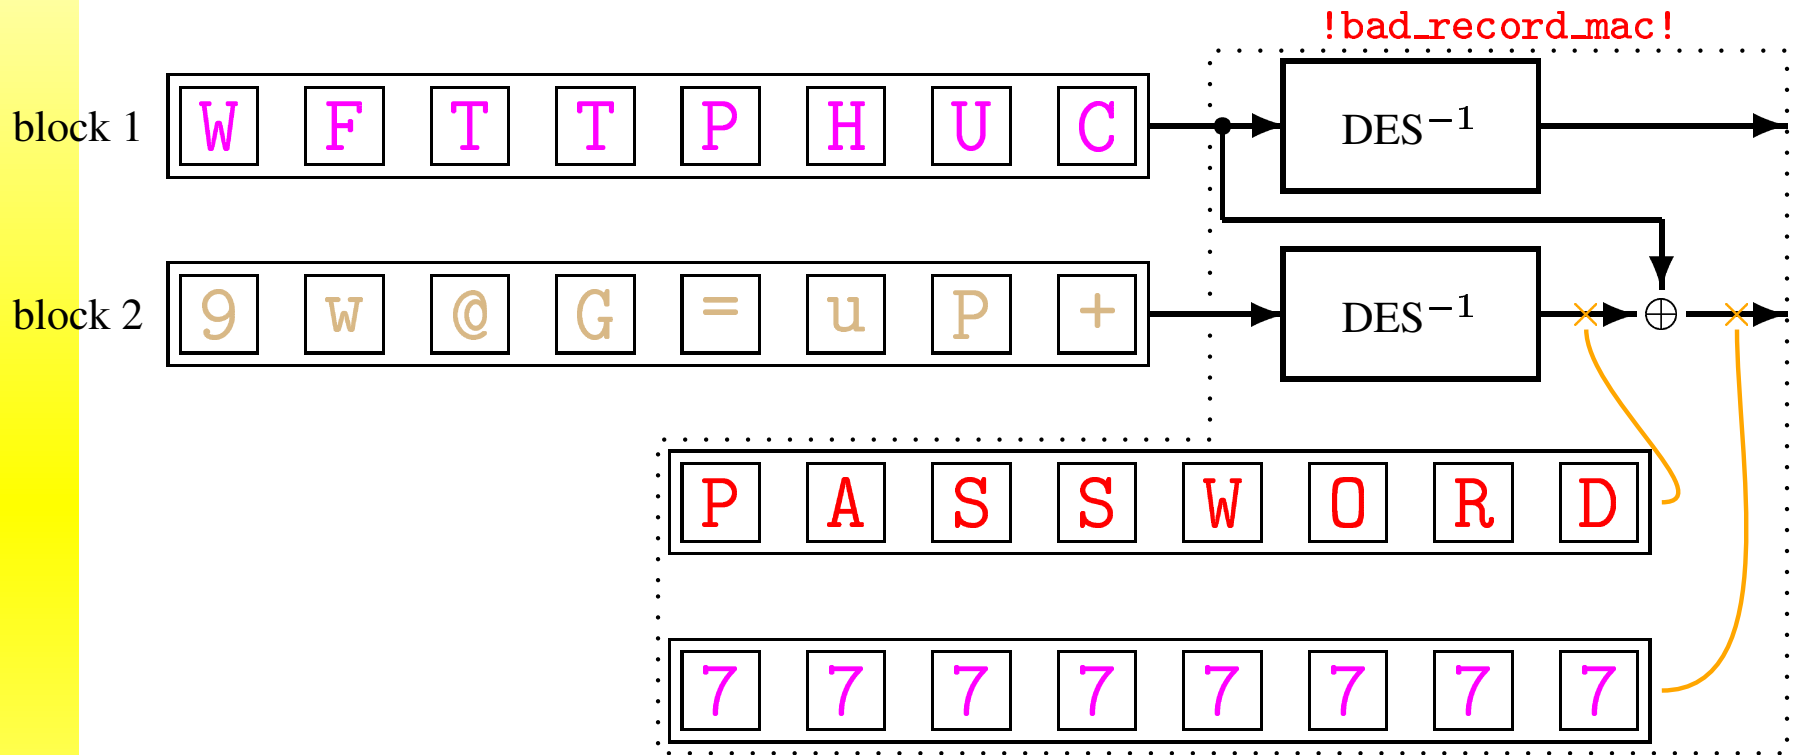 !bad_record_mac!
block 1 W F T T P H U C DES−1
block 2 9 w @ G = u P + DES−1
P A S S W O R D
7 7 7 7 7 7 7 7